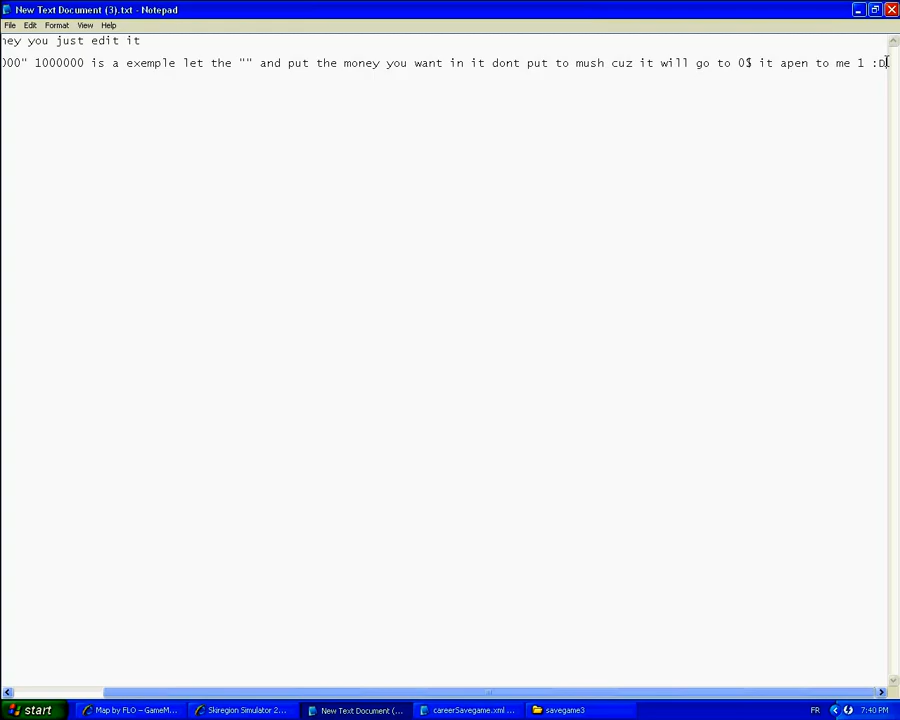 New Text Document (3).txt - Notepad
File Edit Format View Help
ney you just edit it
000" 1000000 is a exemple let the "" and put the money you want in it dont put to mush cuz it will go to 0$ it apen to me 1 :D
start
Map by FLO – GameM...
Skiregion Simulator 2...
New Text Document (...
careerSavegame.xml ...
savegame3
FR
7:40 PM